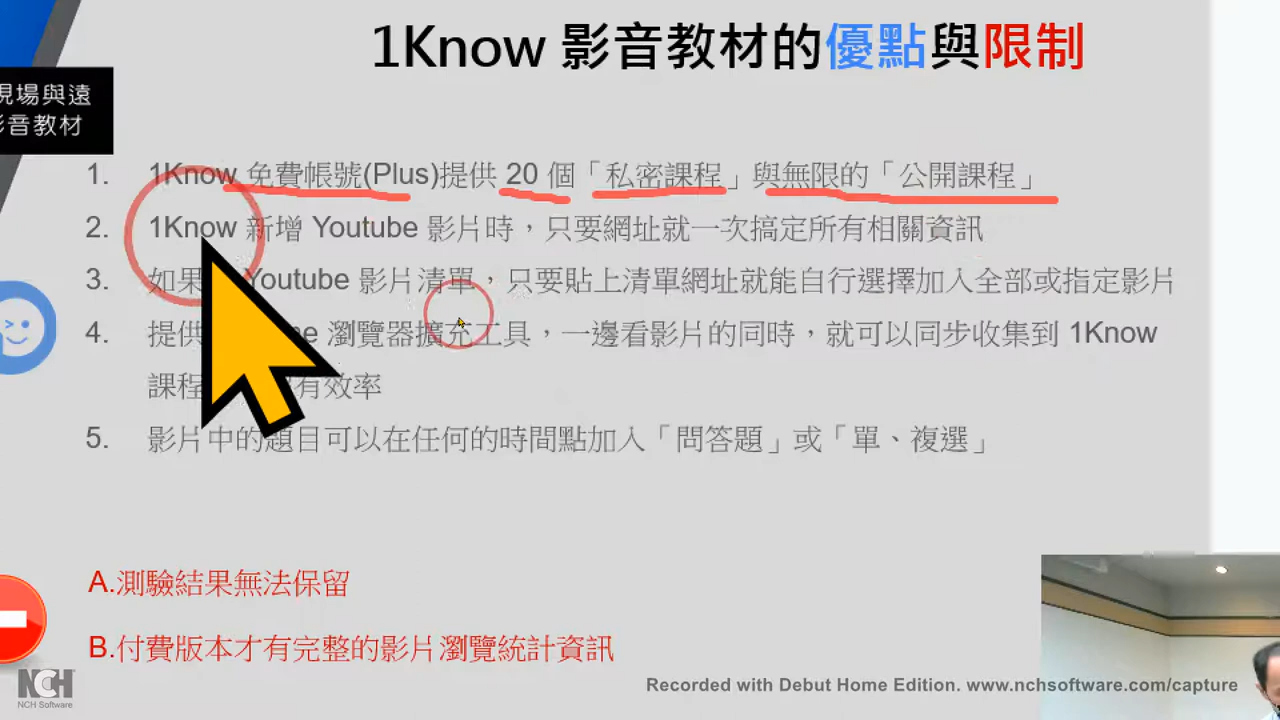 1Know 影音教材的優點與限制
現場與遠
影音教材
1. 1Know 免費帳號(Plus)提供 20 個「私密課程」與無限的「公開課程」
2. 1Know 新增 Youtube 影片時，只要網址就一次搞定所有相關資訊
3. 如果 Youtube 影片清單，只要貼上清單網址就能自行選擇加入全部或指定影片
4. 提供 瀏覽器擴充工具，一邊看影片的同時，就可以同步收集到 1Know
課程 有效率
5. 影片中的題目可以在任何的時間點加入「問答題」或「單、複選」
A.測驗結果無法保留
B.付費版本才有完整的影片瀏覽統計資訊
NCH
NCH Software
Recorded with Debut Home Edition. www.nchsoftware.com/capture